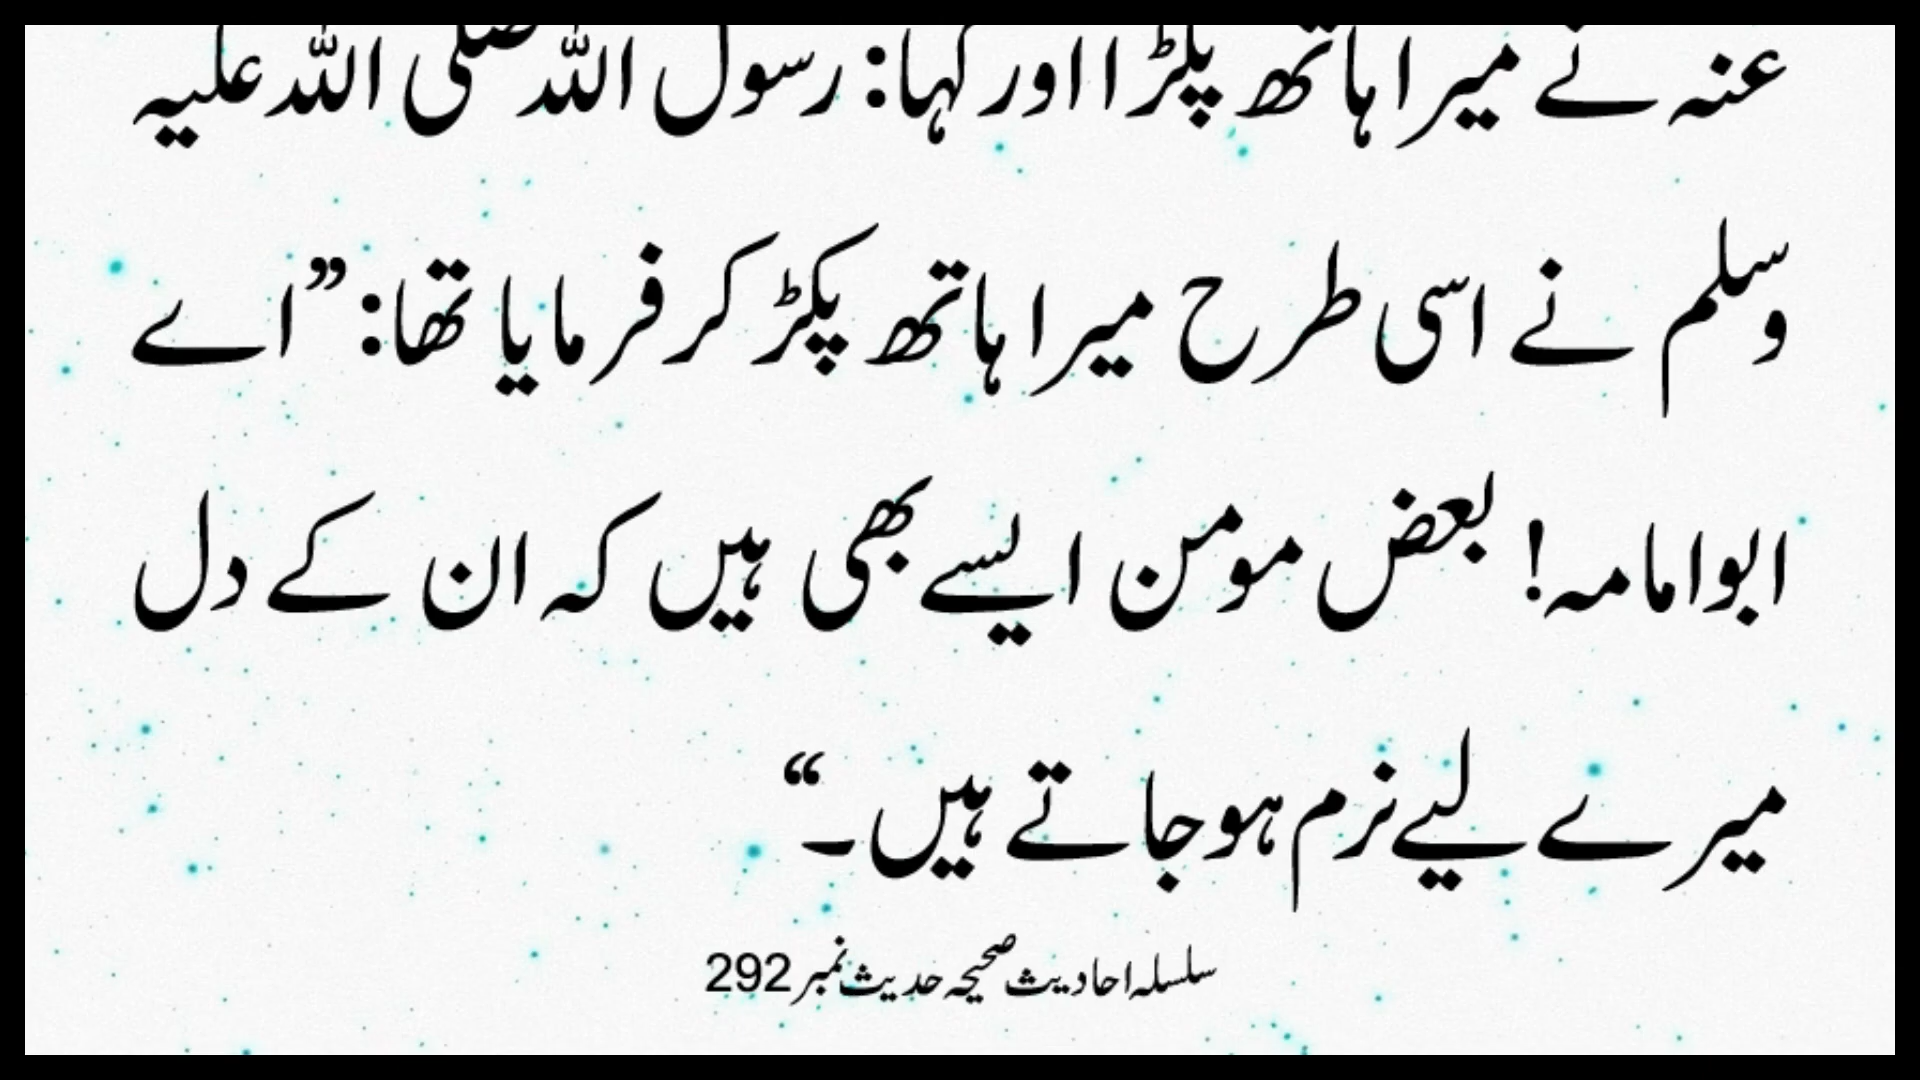 عنہ نے میرا ہاتھ پکڑا اور کہا: رسول اللہ صلی اللہ علیہ
وسلم نے اسی طرح میرا ہاتھ پکڑ کر فرمایا تھا: ”اے
ابوامامہ! بعض مومن ایسے بھی ہیں کہ ان کے دل
میرے لیے نرم ہو جاتے ہیں۔“
سلسلہ احادیث صحیحہ حدیث نمبر 292